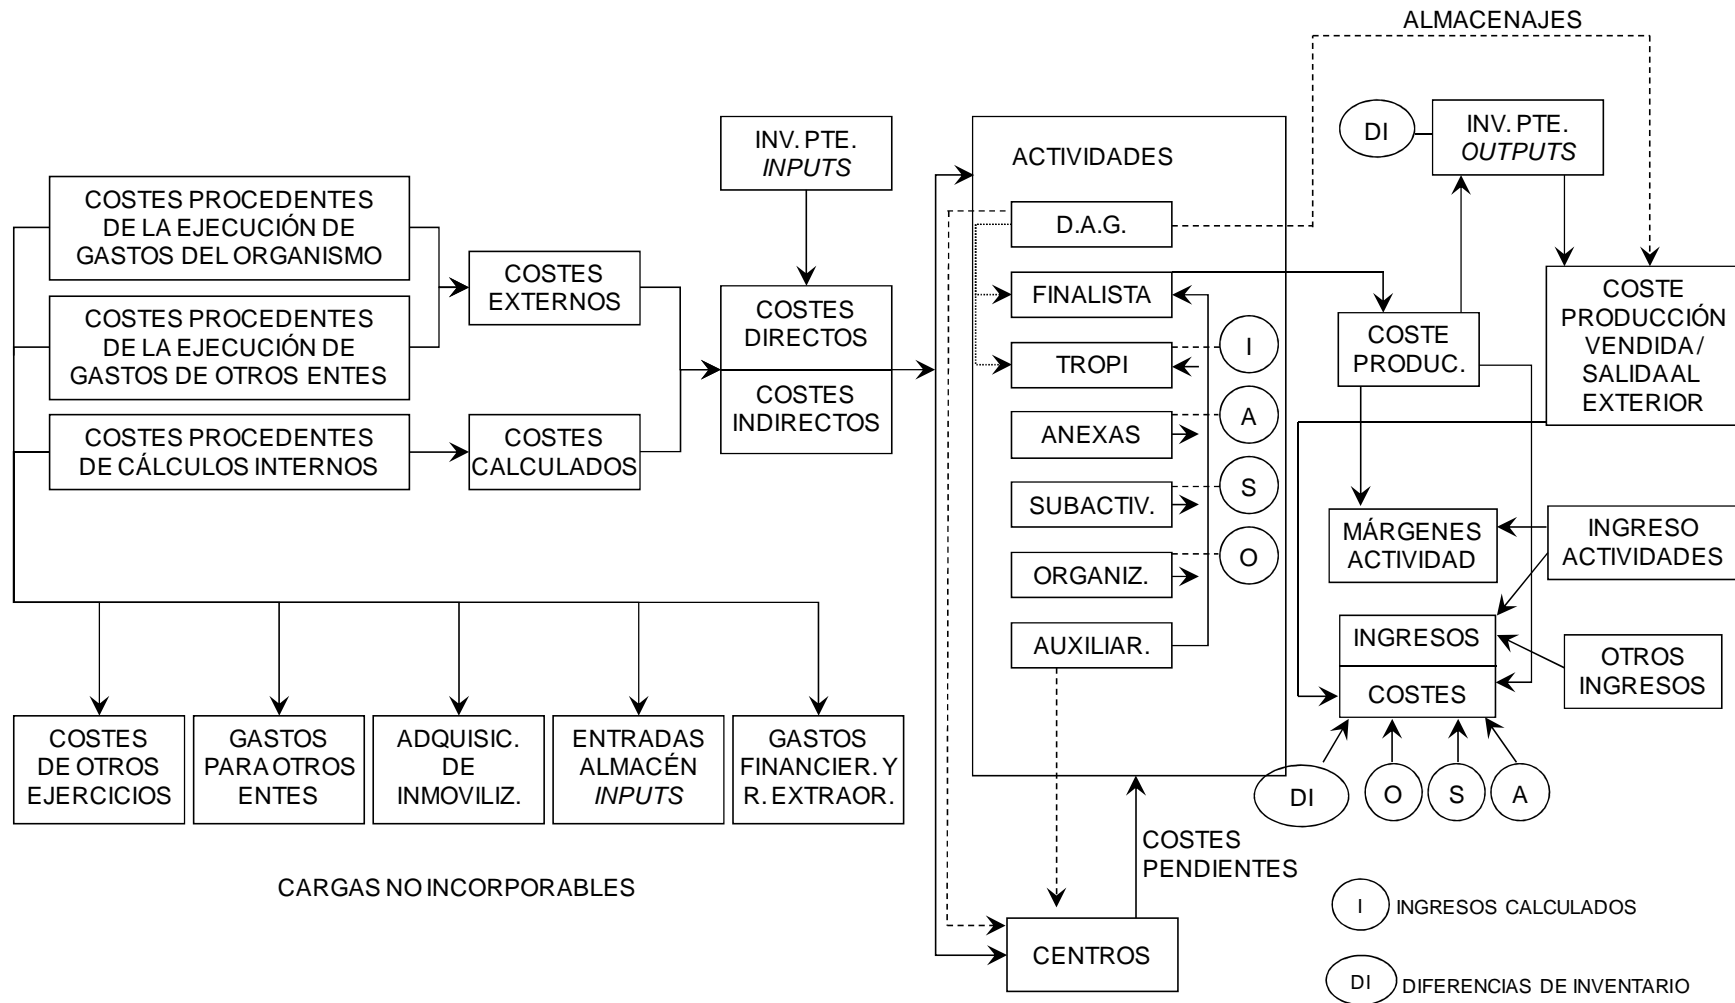 ALMACENAJES
INV. PTE.
INPUTS
DI
INV. PTE.
OUTPUTS
ACTIVIDADES
COSTES PROCEDENTES
DE LA EJECUCIÓN DE
GASTOS DEL ORGANISMO
COSTES PROCEDENTES
DE LA EJECUCIÓN DE
GASTOS DE OTROS ENTES
COSTES PROCEDENTES
DE CÁLCULOS INTERNOS
COSTES
EXTERNOS
COSTES
CALCULADOS
COSTES
DIRECTOS
COSTES
INDIRECTOS
D.A.G.
FINALISTA
TROPI
ANEXAS
SUBACTIV.
ORGANIZ.
AUXILIAR.
I
A
S
O
COSTE
PRODUC.
COSTE
PRODUCCIÓN
VENDIDA/
SALIDA AL
EXTERIOR
MÁRGENES
ACTIVIDAD
INGRESO
ACTIVIDADES
INGRESOS
COSTES
OTROS
INGRESOS
DI
O
S
A
COSTES
DE OTROS
EJERCICIOS
GASTOS
PARA OTROS
ENTES
ADQUISIC.
DE
INMOVILIZ.
ENTRADAS
ALMACÉN
INPUTS
GASTOS
FINANCIER. Y
R. EXTRAOR.
CARGAS NO INCORPORABLES
COSTES
PENDIENTES
CENTROS
I INGRESOS CALCULADOS
DI DIFERENCIAS DE INVENTARIO